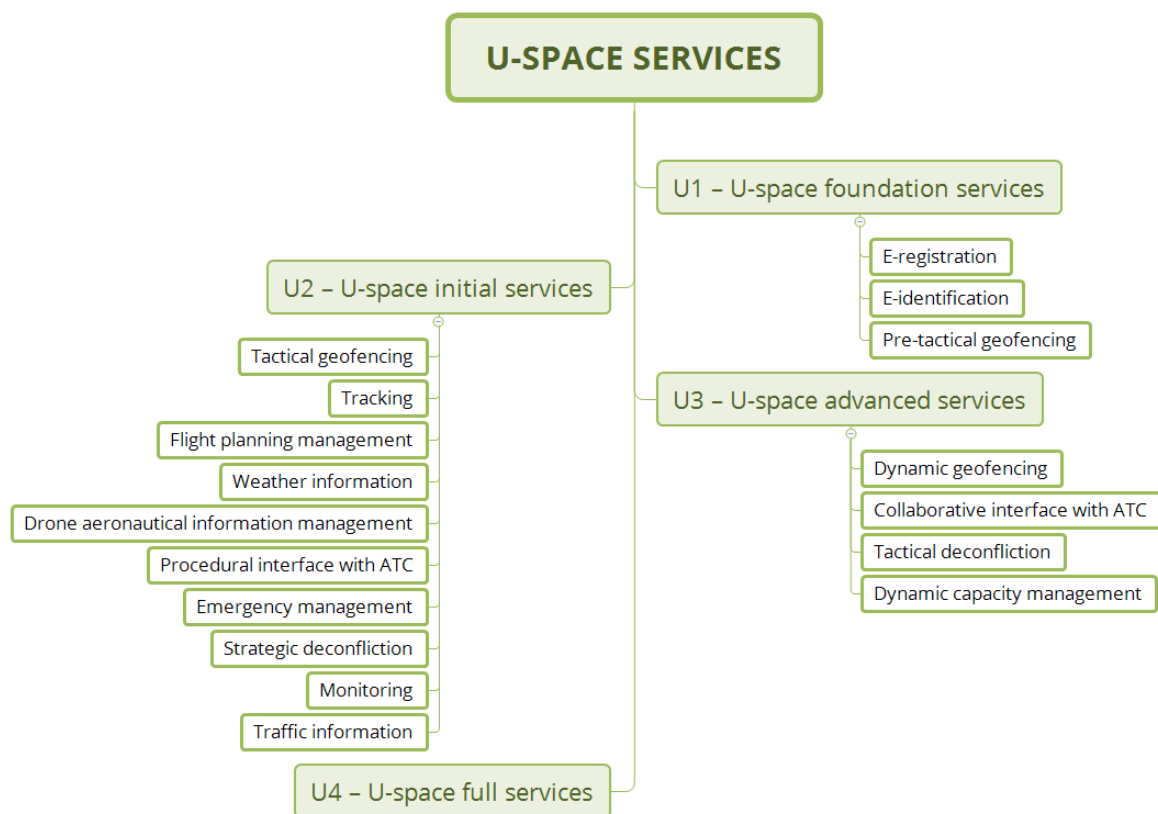 U-SPACE SERVICES
U1 – U-space foundation services
E-registration
E-identification
Pre-tactical geofencing
U2 – U-space initial services
Tactical geofencing
Tracking
Flight planning management
Weather information
Drone aeronautical information management
Procedural interface with ATC
Emergency management
Strategic deconfliction
Monitoring
Traffic information
U3 – U-space advanced services
Dynamic geofencing
Collaborative interface with ATC
Tactical deconfliction
Dynamic capacity management
U4 – U-space full services